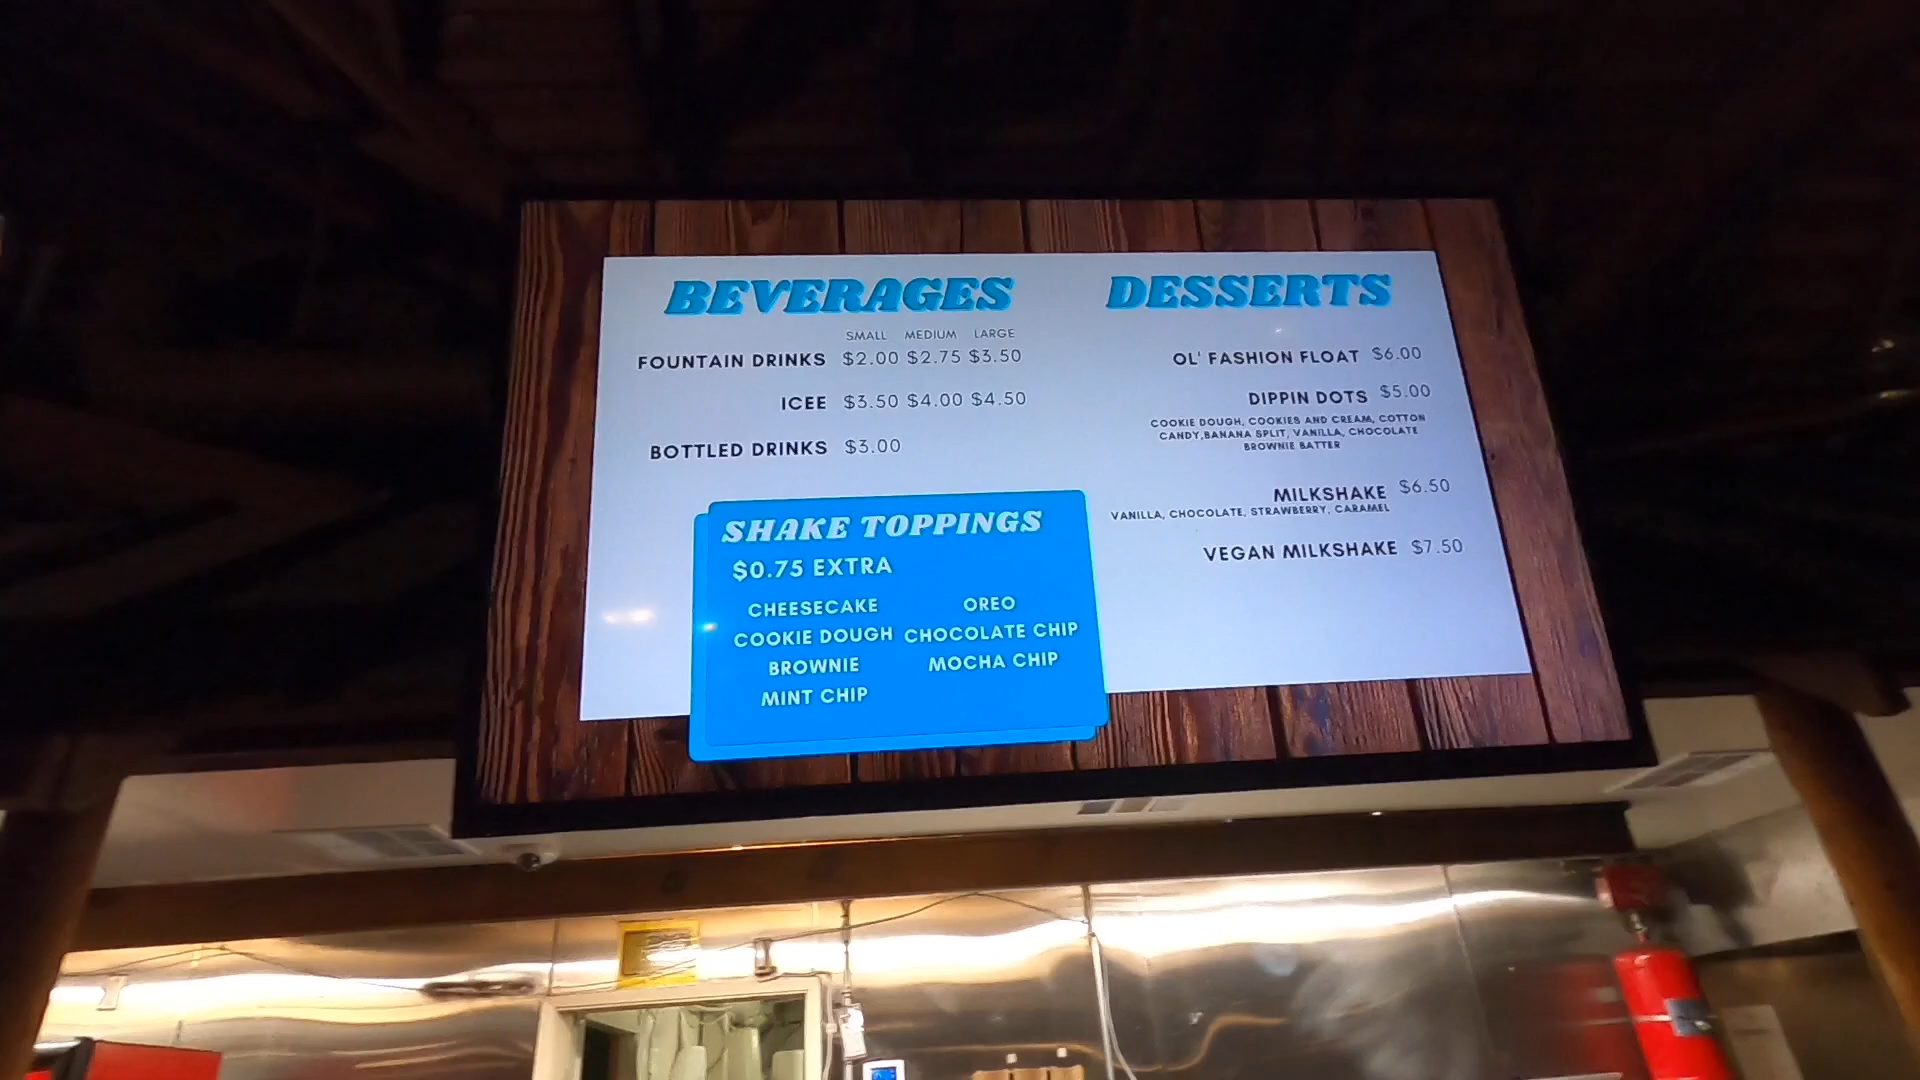 BEVERAGES
SMALL MEDIUM LARGE
FOUNTAIN DRINKS $2.00 $2.75 $3.50
ICEE $3.50 $4.00 $4.50
BOTTLED DRINKS $3.00
SHAKE TOPPINGS
$0.75 EXTRA
CHEESECAKE OREO
COOKIE DOUGH CHOCOLATE CHIP
BROWNIE MOCHA CHIP
MINT CHIP
DESSERTS
OL' FASHION FLOAT $6.00
DIPPIN DOTS $5.00
COOKIE DOUGH, COOKIES AND CREAM, COTTON
CANDY,BANANA SPLIT, VANILLA, CHOCOLATE
BROWNIE BATTER
MILKSHAKE $6.50
VANILLA, CHOCOLATE, STRAWBERRY, CARAMEL
VEGAN MILKSHAKE $7.50